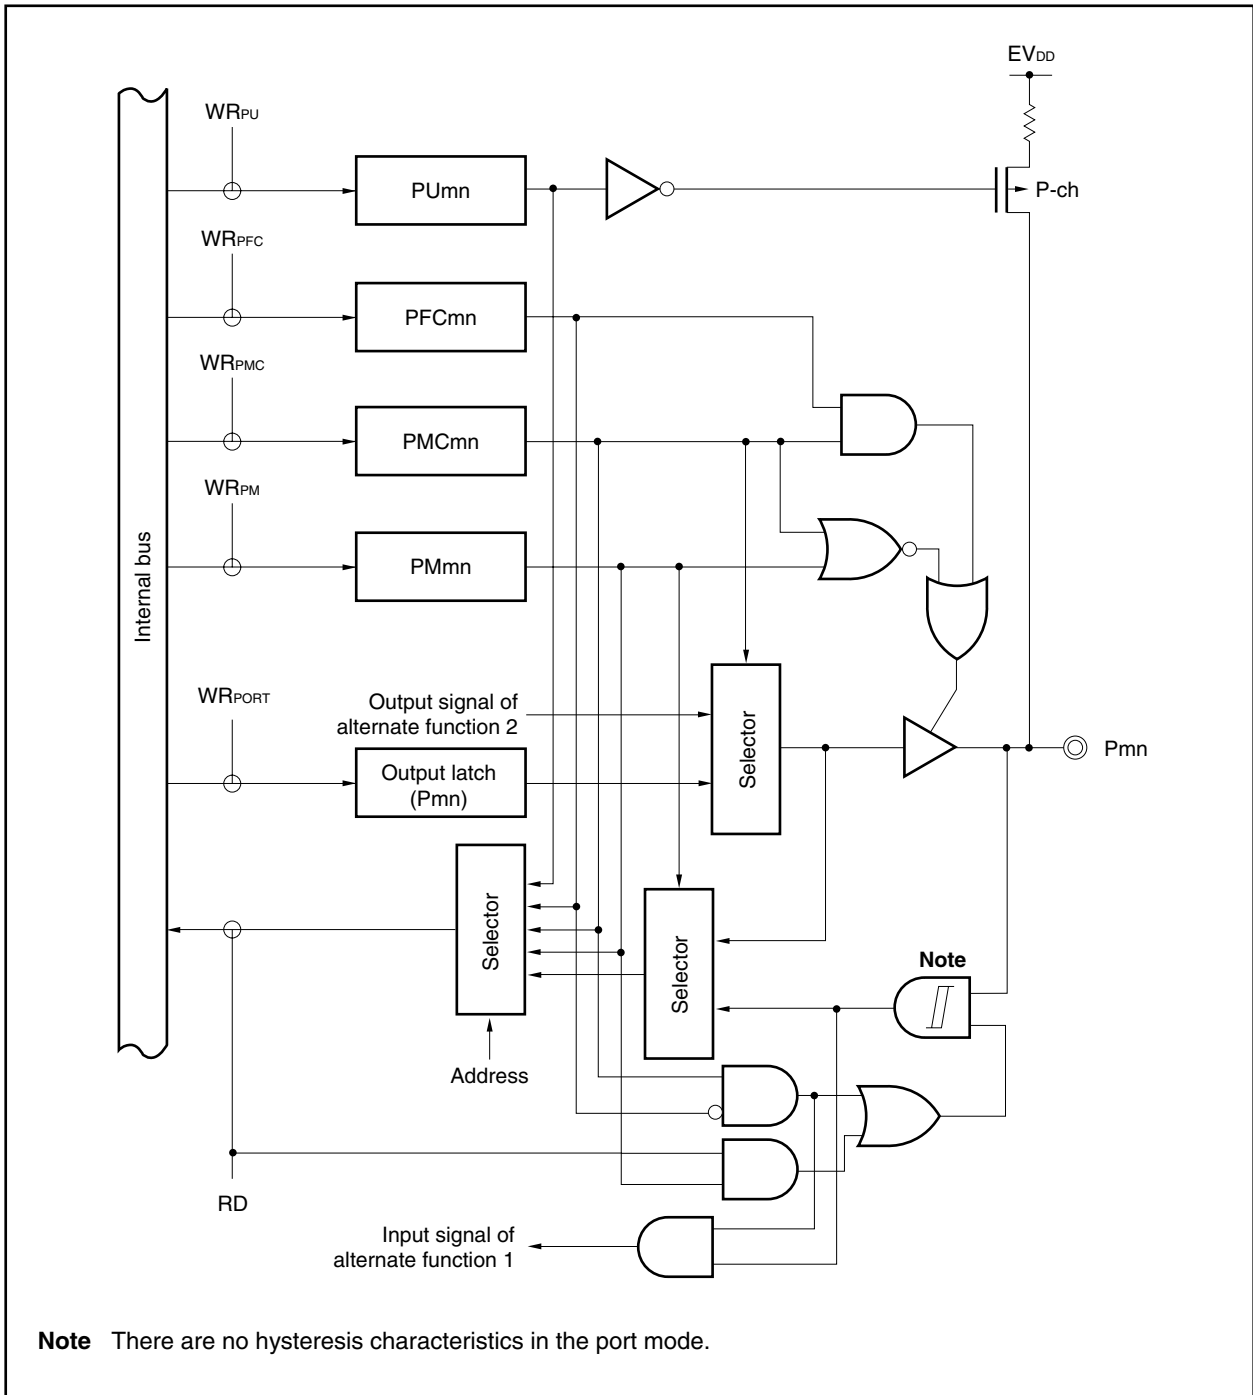 EVDD
WRPU
PUmn
P-ch
WRPFC
PFCmn
WRPMC
PMCmn
WRPM
PMmn
Internal bus
WRPORT
Output signal of
alternate function 2
Output latch
(Pmn)
Selector
Pmn
Selector
Selector
Note
Address
RD
Input signal of
alternate function 1
Note There are no hysteresis characteristics in the port mode.